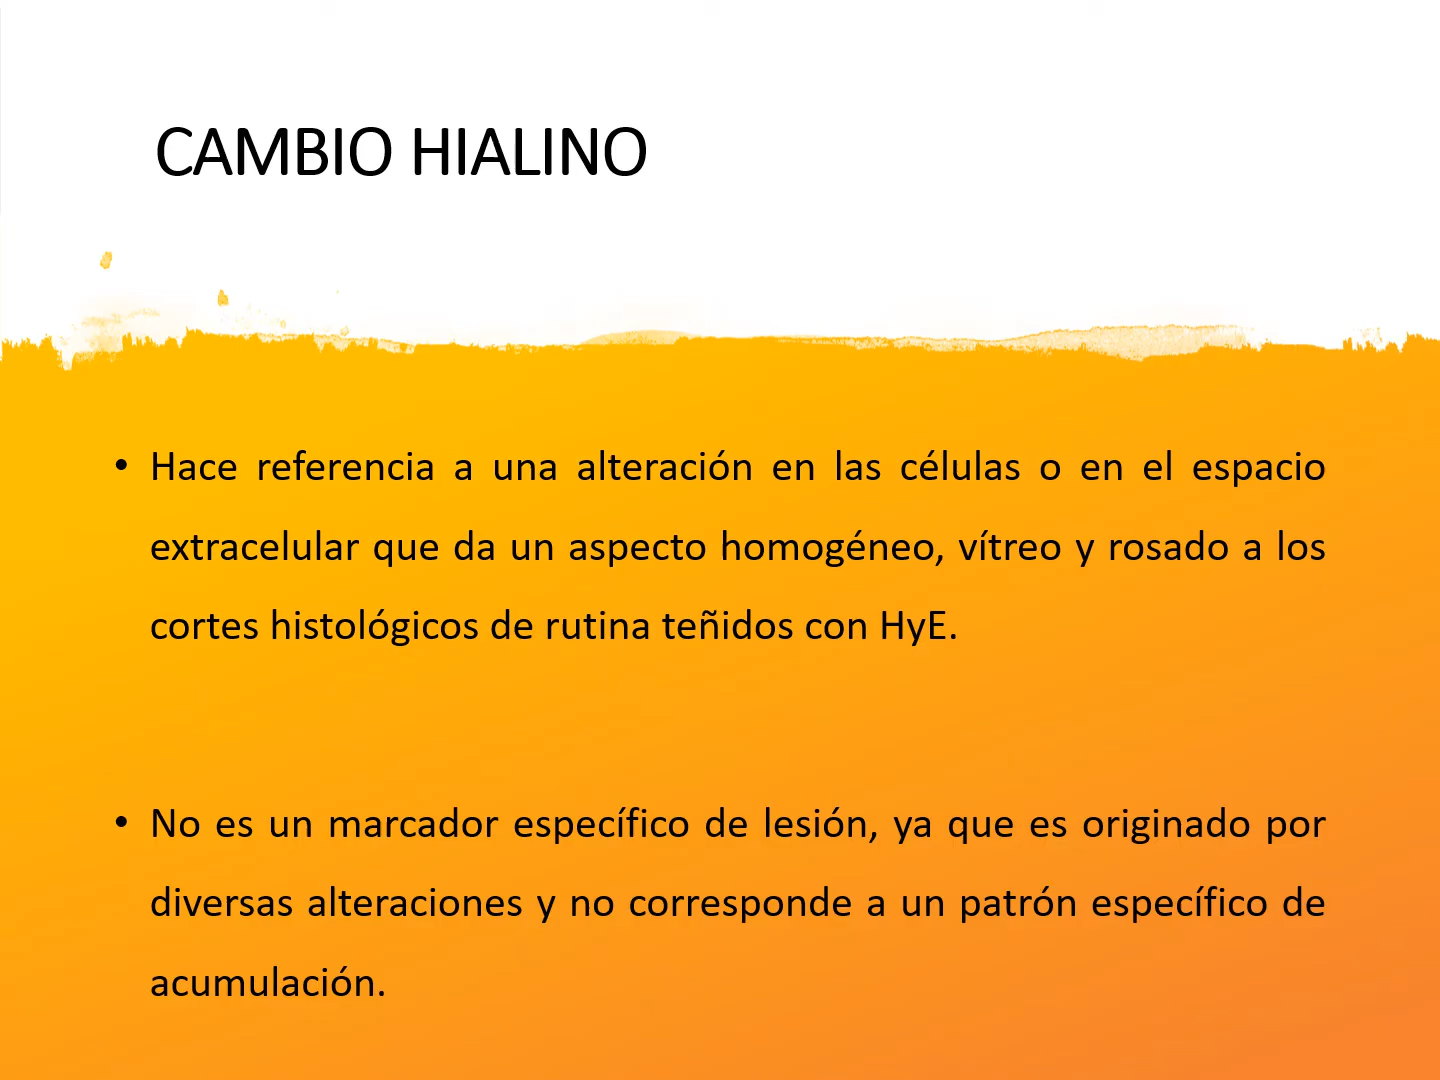 CAMBIO HIALINO
• Hace referencia a una alteración en las células o en el espacio
extracelular que da un aspecto homogéneo, vítreo y rosado a los
cortes histológicos de rutina teñidos con HyE.
• No es un marcador específico de lesión, ya que es originado por
diversas alteraciones y no corresponde a un patrón específico de
acumulación.